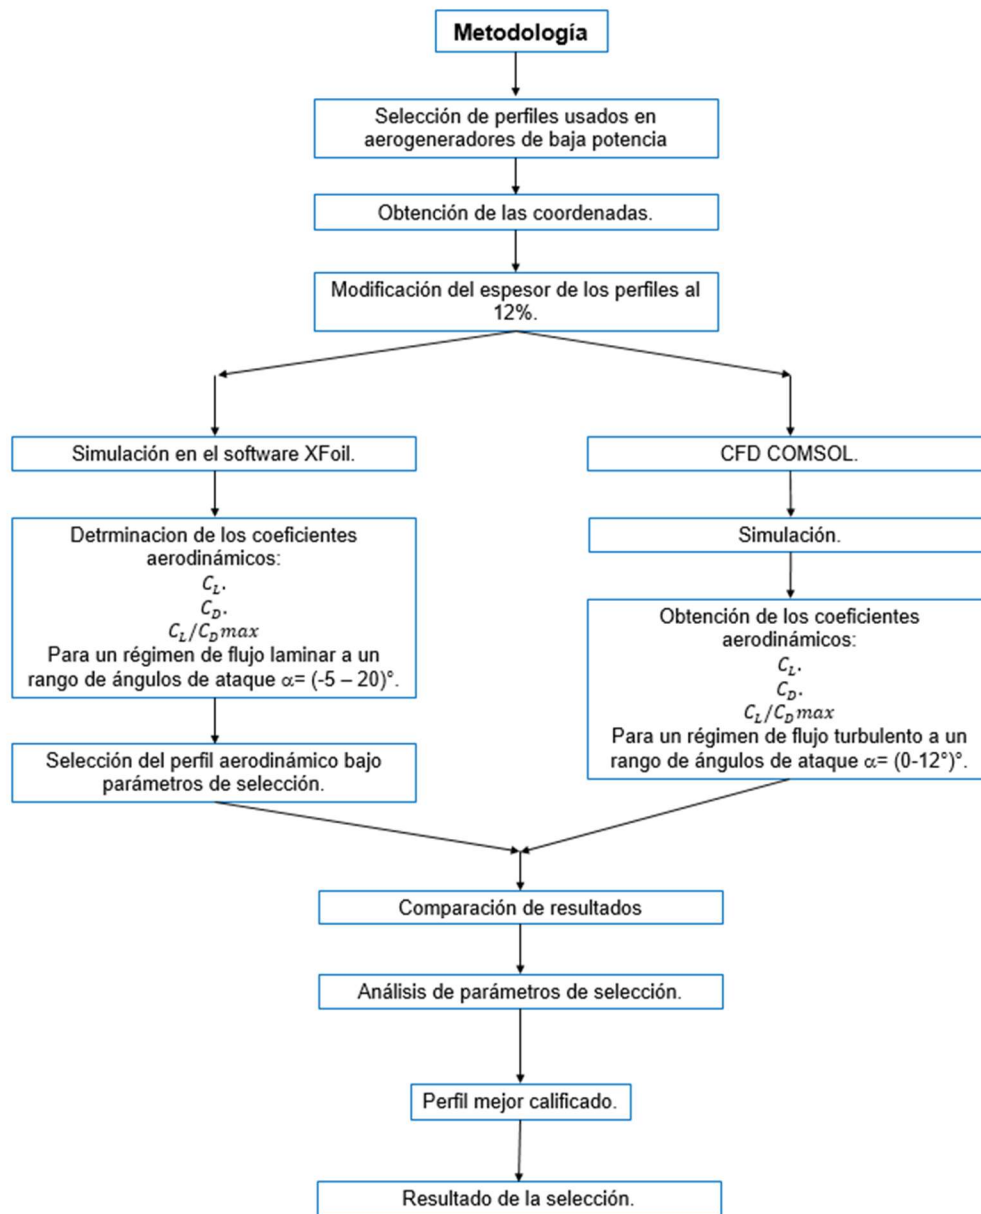 Metodología
Selección de perfiles usados en
aerogeneradores de baja potencia
Obtención de las coordenadas.
Modificación del espesor de los perfiles al
12%.
Simulación en el software XFoil.
Detrminacion de los coeficientes
aerodinámicos:
C_L.
C_D.
C_L/C_Dmax
Para un régimen de flujo laminar a un
rango de ángulos de ataque α= (-5 – 20)°.
Selección del perfil aerodinámico bajo
parámetros de selección.
CFD COMSOL.
Simulación.
Obtención de los coeficientes
aerodinámicos:
C_L.
C_D.
C_L/C_Dmax
Para un régimen de flujo turbulento a un
rango de ángulos de ataque α= (0-12°)°.
Comparación de resultados
Análisis de parámetros de selección.
Perfil mejor calificado.
Resultado de la selección.